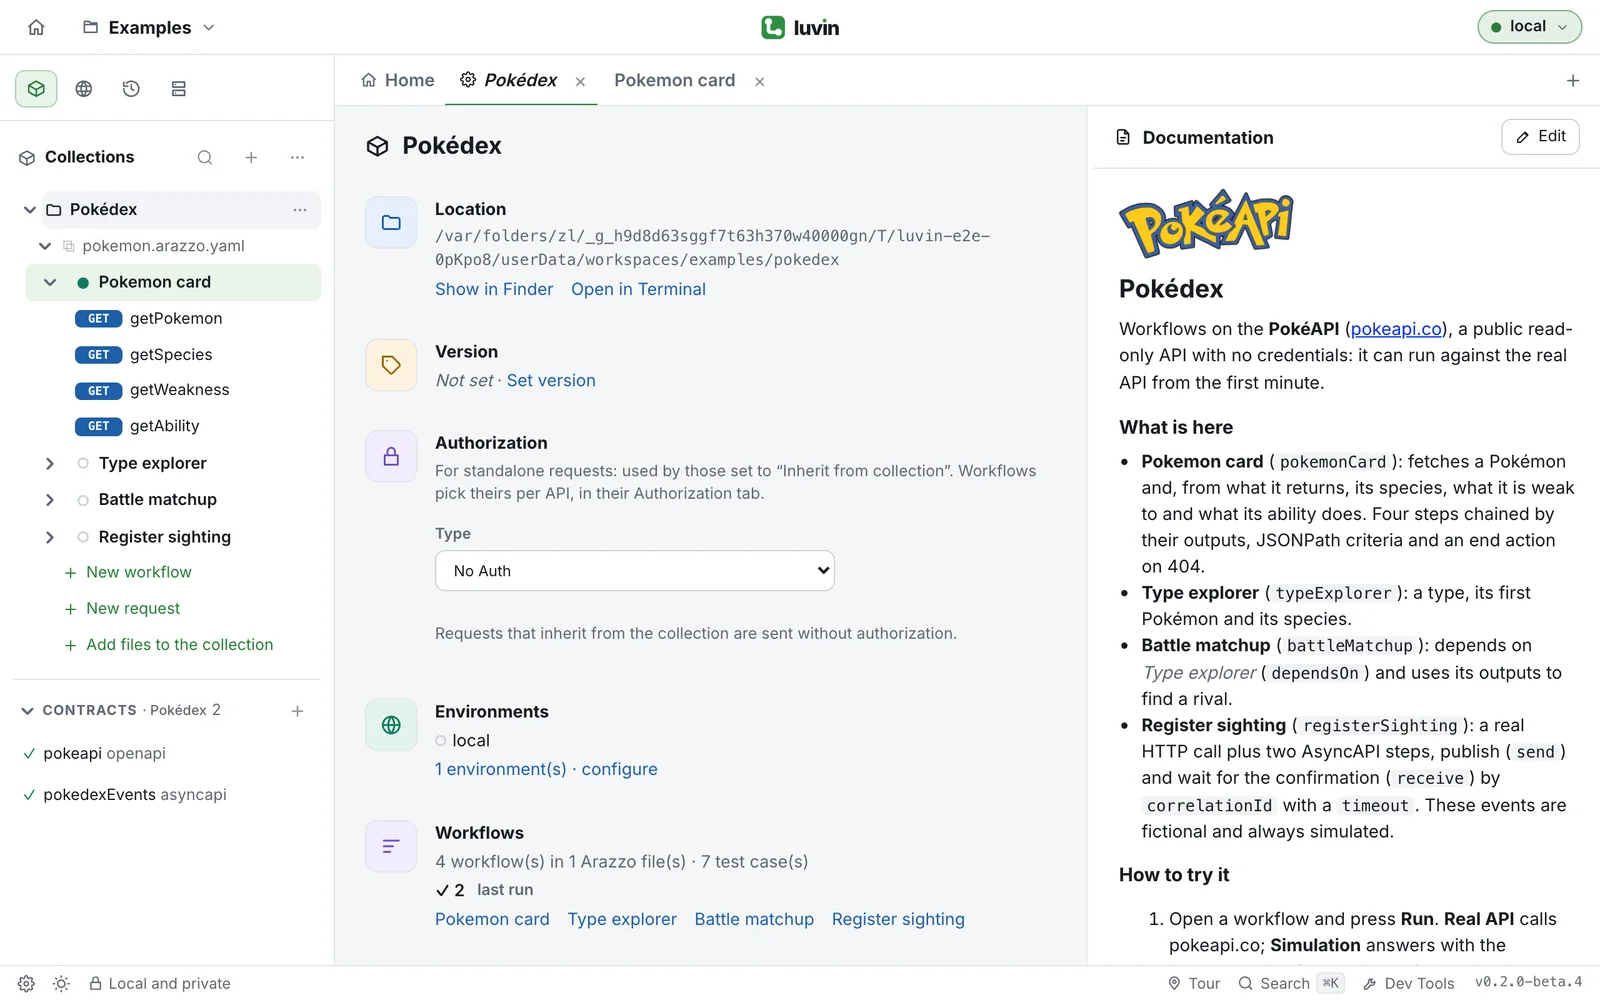 Examples
luvin
local
Home
Pokédex
Pokemon card
Collections
Pokédex
pokemon.arazzo.yaml
Pokemon card
GET getPokemon
GET getSpecies
GET getWeakness
GET getAbility
Type explorer
Battle matchup
Register sighting
+ New workflow
+ New request
+ Add files to the collection
CONTRACTS · Pokédex 2
pokeapi openapi
pokedexEvents asyncapi
Pokédex
Location
/var/folders/zl/_g_h9d8d63sggf7t63h370w40000gn/T/luvin-e2e-
0pKpo8/userData/workspaces/examples/pokedex
Show in Finder Open in Terminal
Version
Not set · Set version
Authorization
For standalone requests: used by those set to “Inherit from collection”. Workflows
pick theirs per API, in their Authorization tab.
Type
No Auth
Requests that inherit from the collection are sent without authorization.
Environments
local
1 environment(s) · configure
Workflows
4 workflow(s) in 1 Arazzo file(s) · 7 test case(s)
✓ 2 last run
Pokemon card Type explorer Battle matchup Register sighting
Documentation
Edit
PokéAPi
Pokédex
Workflows on the PokéAPI (pokeapi.co), a public read-
only API with no credentials: it can run against the real
API from the first minute.
What is here
• Pokemon card ( pokemonCard ): fetches a Pokémon
and, from what it returns, its species, what it is weak
to and what its ability does. Four steps chained by
their outputs, JSONPath criteria and an end action
on 404.
• Type explorer ( typeExplorer ): a type, its first
Pokémon and its species.
• Battle matchup ( battleMatchup ): depends on
Type explorer ( dependsOn ) and uses its outputs to
find a rival.
• Register sighting ( registerSighting ): a real
HTTP call plus two AsyncAPI steps, publish ( send )
and wait for the confirmation ( receive ) by
correlationId with a timeout . These events are
fictional and always simulated.
How to try it
1. Open a workflow and press Run. Real API calls
pokeapi.co; Simulation answers with the
Local and private
Tour
Search ⌘K
Dev Tools
v0.2.0-beta.4